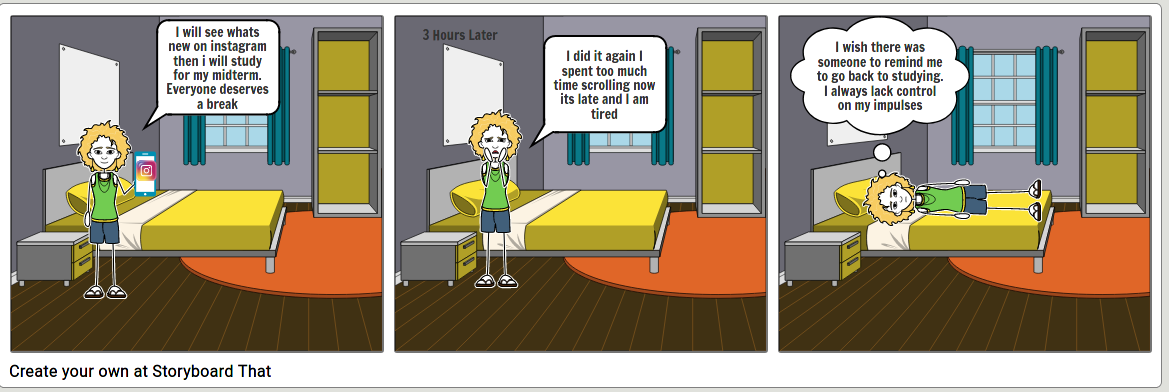 I will see whats
new on instagram
then i will study
for my midterm.
Everyone deserves
a break
3 Hours Later
I did it again I
spent too much
time scrolling now
its late and I am
tired
I wish there was
someone to remind me
to go back to studying.
I always lack control
on my impulses
Create your own at Storyboard That